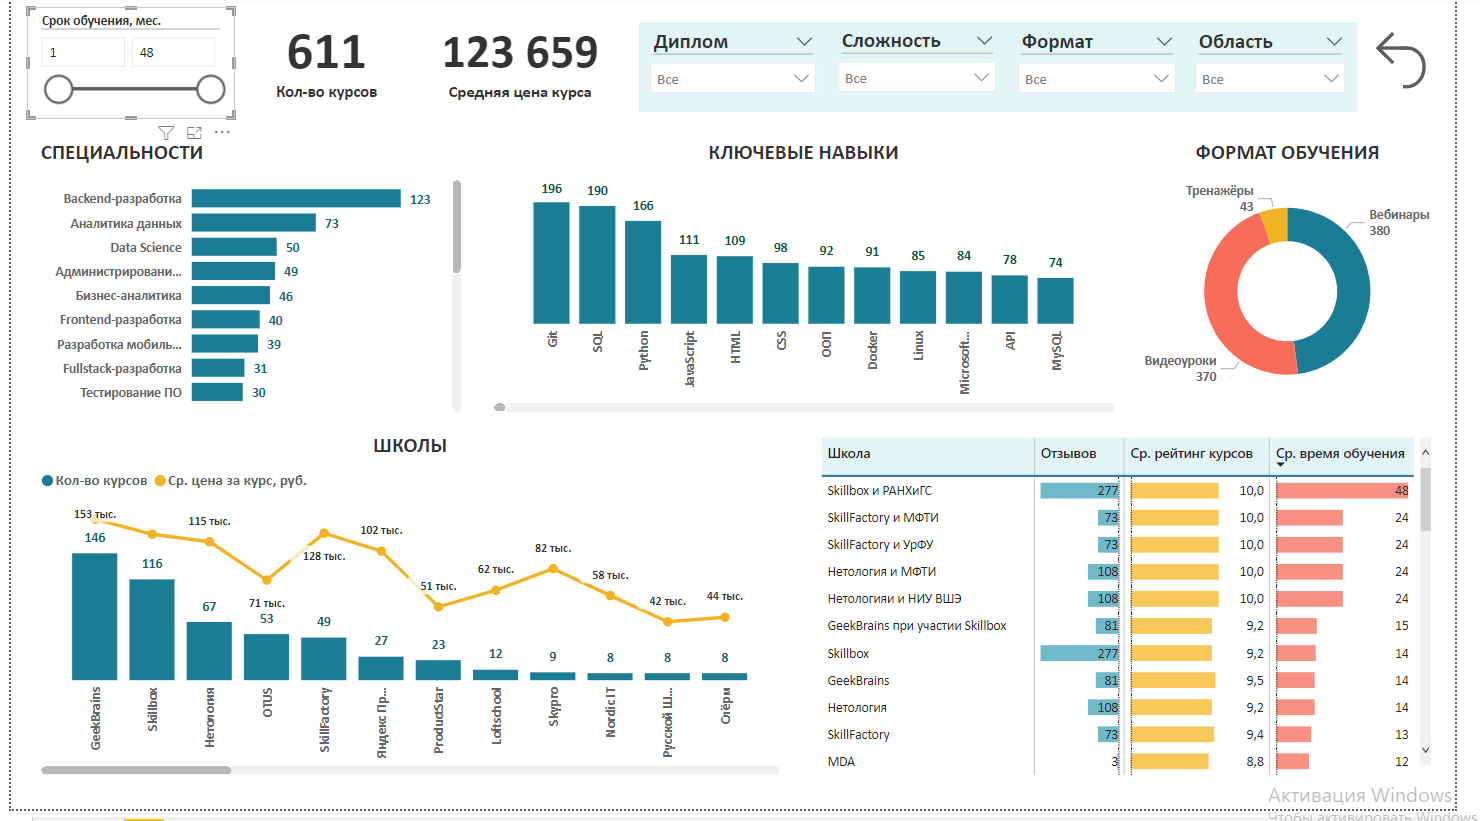 Срок обучения, мес.
1
48
611
Кол-во курсов
123 659
Средняя цена курса
Диплом
Все
Сложность
Все
Формат
Все
Область
Все
СПЕЦИАЛЬНОСТИ
Backend-разработка 123
Аналитика данных 73
Data Science 50
Администрировани... 49
Бизнес-аналитика 46
Frontend-разработка 40
Разработка мобиль... 39
Fullstack-разработка 31
Тестирование ПО 30
КЛЮЧЕВЫЕ НАВЫКИ
196 190 166 111 109 98 92 91 85 84 78 74
Git SQL Python JavaScript HTML CSS ООП Docker Linux Microsoft... API MySQL
ФОРМАТ ОБУЧЕНИЯ
Тренажёры
43
Вебинары
380
Видеоуроки
370
ШКОЛЫ
Кол-во курсов Ср. цена за курс, руб.
153 тыс. 115 тыс. 71 тыс. 128 тыс. 102 тыс. 51 тыс. 62 тыс. 82 тыс. 58 тыс. 42 тыс. 44 тыс.
146 116 67 53 49 27 23 12 9 8 8 8
GeekBrains Skillbox Нетология OTUS SkillFactory Яндекс Пр... ProductStar Loftschool Skypro Nordic IT Русской Ш... Слёрм
Школа Отзывов Ср. рейтинг курсов Ср. время обучения
Skillbox и РАНХиГС 277 10,0 48
SkillFactory и МФТИ 73 10,0 24
SkillFactory и УрФУ 73 10,0 24
Нетология и МФТИ 108 10,0 24
Нетологияи и НИУ ВШЭ 108 10,0 24
GeekBrains при участии Skillbox 81 9,2 15
Skillbox 277 9,2 14
GeekBrains 81 9,5 14
Нетология 108 9,2 14
SkillFactory 73 9,4 13
MDA 3 8,8 12
Активация Windows
Чтобы активировать Windows